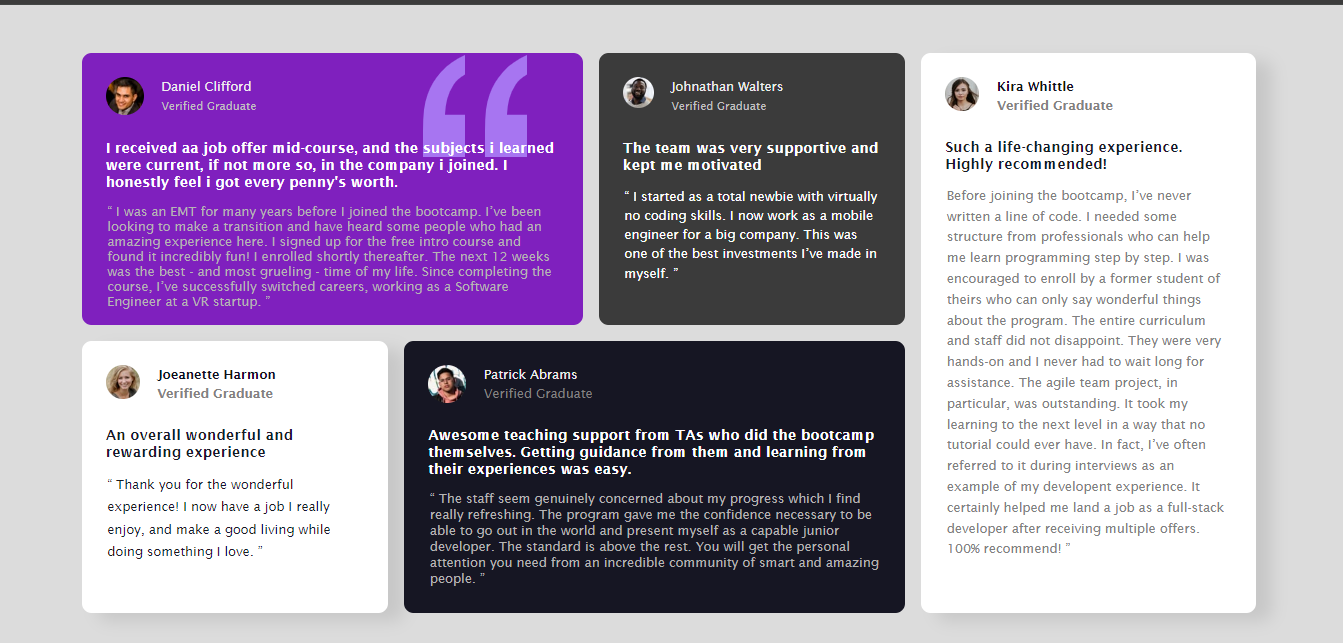 Daniel Clifford
Verified Graduate
I received aa job offer mid-course, and the subjects i learned
were current, if not more so, in the company i joined. I
honestly feel i got every penny's worth.
“ I was an EMT for many years before I joined the bootcamp. I’ve been
looking to make a transition and have heard some people who had an
amazing experience here. I signed up for the free intro course and
found it incredibly fun! I enrolled shortly thereafter. The next 12 weeks
was the best - and most grueling - time of my life. Since completing the
course, I’ve successfully switched careers, working as a Software
Engineer at a VR startup. ”
Johnathan Walters
Verified Graduate
The team was very supportive and
kept me motivated
“ I started as a total newbie with virtually
no coding skills. I now work as a mobile
engineer for a big company. This was
one of the best investments I’ve made in
myself. ”
Kira Whittle
Verified Graduate
Such a life-changing experience.
Highly recommended!
Before joining the bootcamp, I’ve never
written a line of code. I needed some
structure from professionals who can help
me learn programming step by step. I was
encouraged to enroll by a former student of
theirs who can only say wonderful things
about the program. The entire curriculum
and staff did not disappoint. They were very
hands-on and I never had to wait long for
assistance. The agile team project, in
particular, was outstanding. It took my
learning to the next level in a way that no
tutorial could ever have. In fact, I’ve often
referred to it during interviews as an
example of my developent experience. It
certainly helped me land a job as a full-stack
developer after receiving multiple offers.
100% recommend! ”
Joeanette Harmon
Verified Graduate
An overall wonderful and
rewarding experience
“ Thank you for the wonderful
experience! I now have a job I really
enjoy, and make a good living while
doing something I love. ”
Patrick Abrams
Verified Graduate
Awesome teaching support from TAs who did the bootcamp
themselves. Getting guidance from them and learning from
their experiences was easy.
“ The staff seem genuinely concerned about my progress which I find
really refreshing. The program gave me the confidence necessary to be
able to go out in the world and present myself as a capable junior
developer. The standard is above the rest. You will get the personal
attention you need from an incredible community of smart and amazing
people. ”